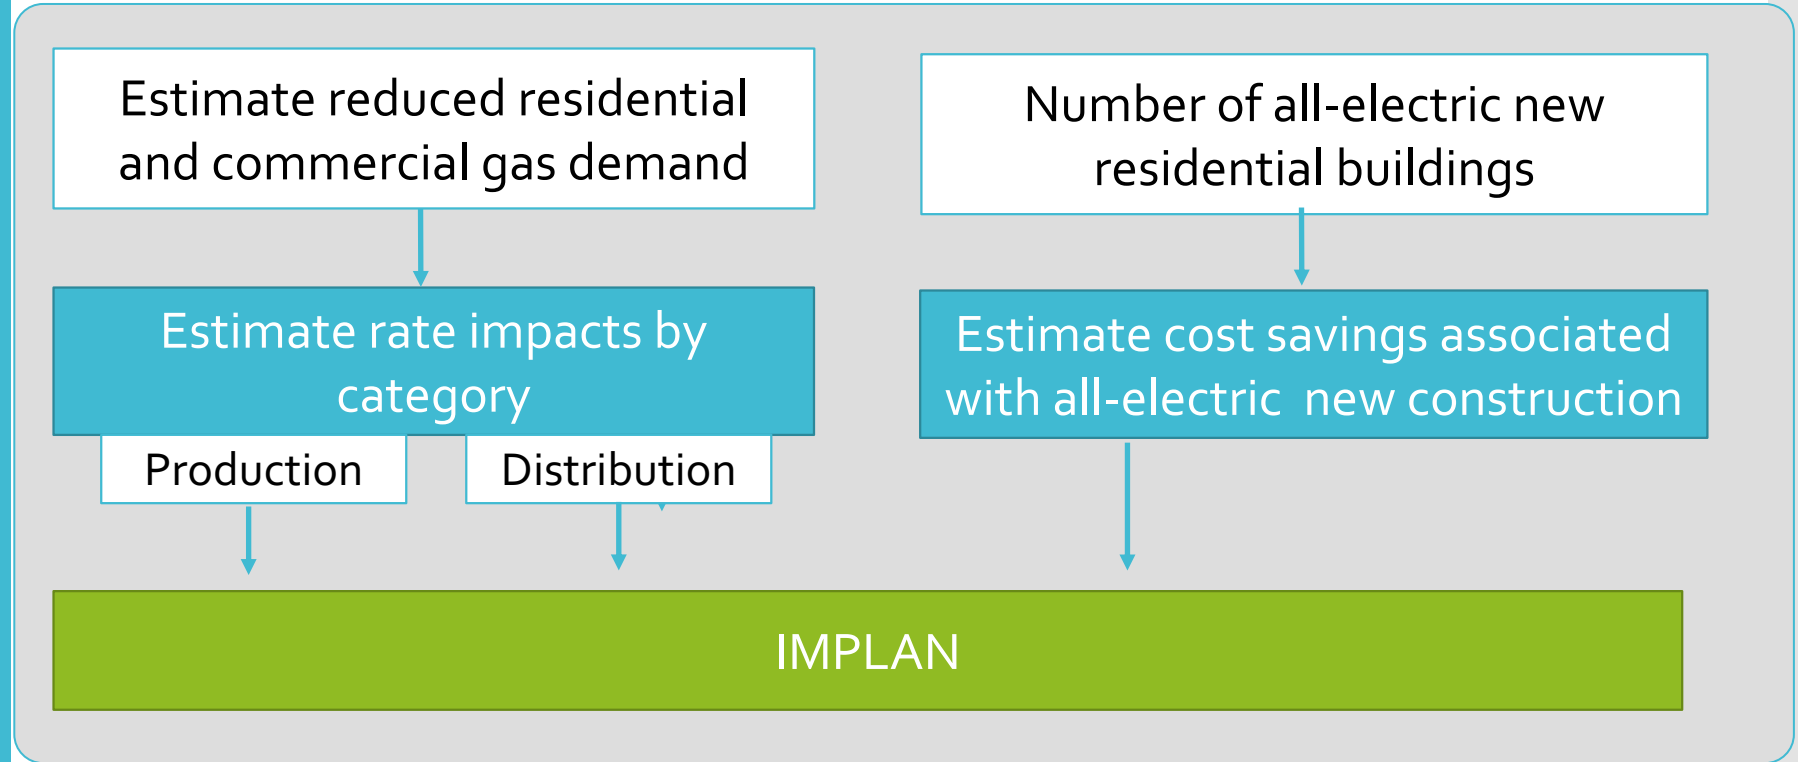 Estimate reduced residential
and commercial gas demand
Number of all-electric new
residential buildings
Estimate rate impacts by
category
Estimate cost savings associated
with all-electric  new construction
Production
Distribution
IMPLAN